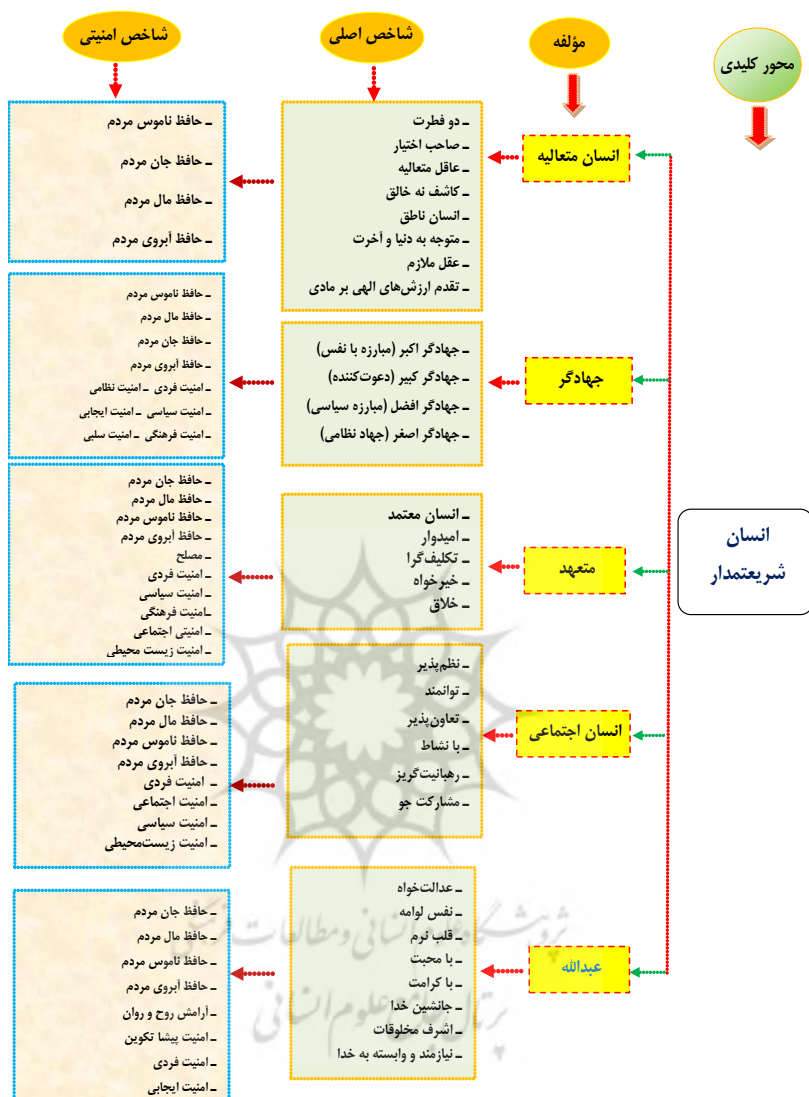 محور کلیدی
مؤلفه
شاخص اصلی
شاخص امنیتی
انسان شریعتمدار
انسان متعالیه
ـ دو فطرت
ـ صاحب اختیار
ـ عاقل متعالیه
ـ کاشف نه خالق
ـ انسان ناطق
ـ متوجه به دنیا و آخرت
ـ عقل ملازم
ـ تقدم ارزش‌های الهی بر مادی
ـ حافظ ناموس مردم
ـ حافظ جان مردم
ـ حافظ مال مردم
ـ حافظ آبروی مردم
جهادگر
ـ جهادگر اکبر (مبارزه با نفس)
ـ جهادگر کبیر (دعوت‌کننده)
ـ جهادگر افضل (مبارزه سیاسی)
ـ جهادگر اصغر (جهاد نظامی)
ـ حافظ ناموس مردم
ـ حافظ مال مردم
ـ حافظ جان مردم
ـ حافظ آبروی مردم
ـ امنیت فردی ـ امنیت نظامی
ـ امنیت سیاسی ـ امنیت ایجابی
ـ امنیت فرهنگی ـ امنیت سلبی
متعهد
ـ انسان معتمد
ـ امیدوار
ـ تکلیف‌گرا
ـ خیرخواه
ـ خلاق
ـ حافظ جان مردم
ـ حافظ مال مردم
ـ حافظ ناموس مردم
ـ حافظ آبروی مردم
ـ مصلح
ـ امنیت فردی
ـ امنیت سیاسی
ـامنیت فرهنگی
ـ امنیتی اجتماعی
ـ امنیت زیست محیطی
انسان اجتماعی
ـ نظم‌پذیر
ـ توانمند
ـ تعاون‌پذیر
ـ با نشاط
ـ رهبانیت‌گریز
ـ مشارکت جو
ـ حافظ جان مردم
ـ حافظ مال مردم
ـ حافظ ناموس مردم
ـ حافظ آبروی مردم
ـ امنیت فردی
ـ امنیت اجتماعی
ـ امنیت سیاسی
ـ امنیت زیست‌محیطی
عبدالله
ـ عدالت‌خواه
ـ نفس لوامه
ـ قلب نرم
ـ با محبت
ـ با کرامت
ـ جانشین خدا
ـ اشرف مخلوقات
ـ نیازمند و وابسته به خدا
ـ حافظ جان مردم
ـ حافظ مال مردم
ـ حافظ ناموس مردم
ـ حافظ آبروی مردم
ـ آرامش روح و روان
ـ امنیت پیشا تکوین
ـ امنیت فردی
ـ امنیت ایجابی
پژوهشگاه علوم انسانی و مطالعات فرهنگی
پرتال جامع علوم انسانی